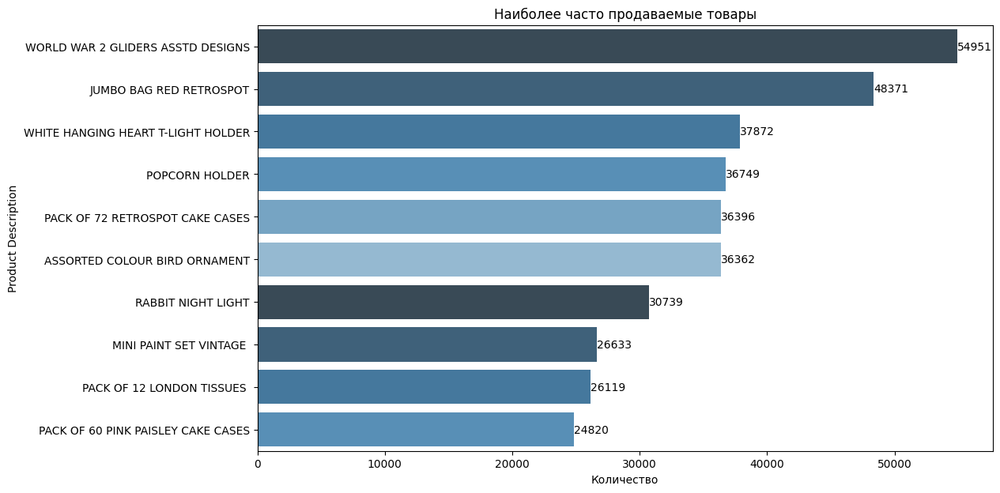 Наиболее часто продаваемые товары
Product Description
WORLD WAR 2 GLIDERS ASSTD DESIGNS 54951
JUMBO BAG RED RETROSPOT 48371
WHITE HANGING HEART T-LIGHT HOLDER 37872
POPCORN HOLDER 36749
PACK OF 72 RETROSPOT CAKE CASES 36396
ASSORTED COLOUR BIRD ORNAMENT 36362
RABBIT NIGHT LIGHT 30739
MINI PAINT SET VINTAGE 26633
PACK OF 12 LONDON TISSUES 26119
PACK OF 60 PINK PAISLEY CAKE CASES 24820
0 10000 20000 30000 40000 50000
Количество